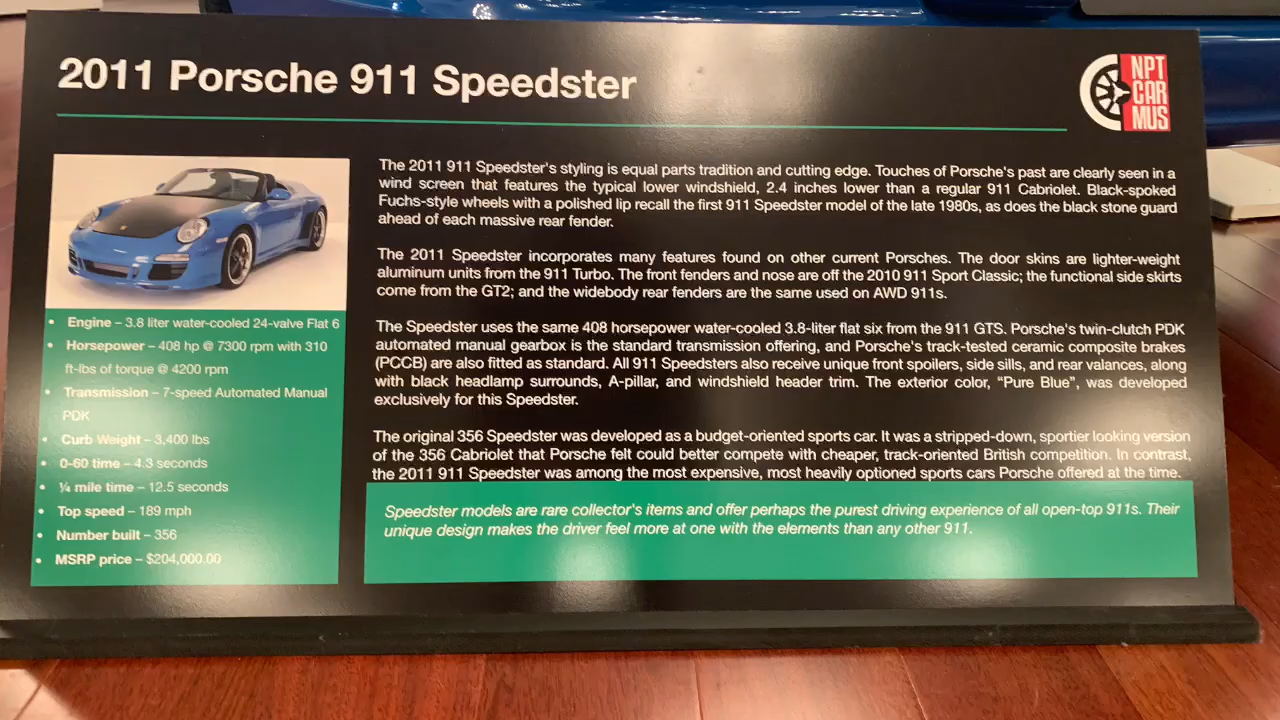 2011 Porsche 911 Speedster
NPT
CAR
MUS
The 2011 911 Speedster's styling is equal parts tradition and cutting edge. Touches of Porsche's past are clearly seen in a
wind screen that features the typical lower windshield, 2.4 inches lower than a regular 911 Cabriolet. Black-spoked
Fuchs-style wheels with a polished lip recall the first 911 Speedster model of the late 1980s, as does the black stone guard
ahead of each massive rear fender.
The 2011 Speedster incorporates many features found on other current Porsches. The door skins are lighter-weight
aluminum units from the 911 Turbo. The front fenders and nose are off the 2010 911 Sport Classic; the functional side skirts
come from the GT2; and the widebody rear fenders are the same used on AWD 911s.
The Speedster uses the same 408 horsepower water-cooled 3.8-liter flat six from the 911 GTS. Porsche's twin-clutch PDK
automated manual gearbox is the standard transmission offering, and Porsche's track-tested ceramic composite brakes
(PCCB) are also fitted as standard. All 911 Speedsters also receive unique front spoilers, side sills, and rear valances, along
with black headlamp surrounds, A-pillar, and windshield header trim. The exterior color, “Pure Blue”, was developed
exclusively for this Speedster.
The original 356 Speedster was developed as a budget-oriented sports car. It was a stripped-down, sportier looking version
of the 356 Cabriolet that Porsche felt could better compete with cheaper, track-oriented British competition. In contrast,
the 2011 911 Speedster was among the most expensive, most heavily optioned sports cars Porsche offered at the time.
Speedster models are rare collector's items and offer perhaps the purest driving experience of all open-top 911s. Their
unique design makes the driver feel more at one with the elements than any other 911.
• Engine – 3.8 liter water-cooled 24-valve Flat 6
• Horsepower – 408 hp @ 7300 rpm with 310
ft-lbs of torque @ 4200 rpm
• Transmission – 7-speed Automated Manual
PDK
• Curb Weight – 3,400 lbs
• 0-60 time – 4.3 seconds
• ¼ mile time – 12.5 seconds
• Top speed – 189 mph
• Number built – 356
• MSRP price – $204,000.00